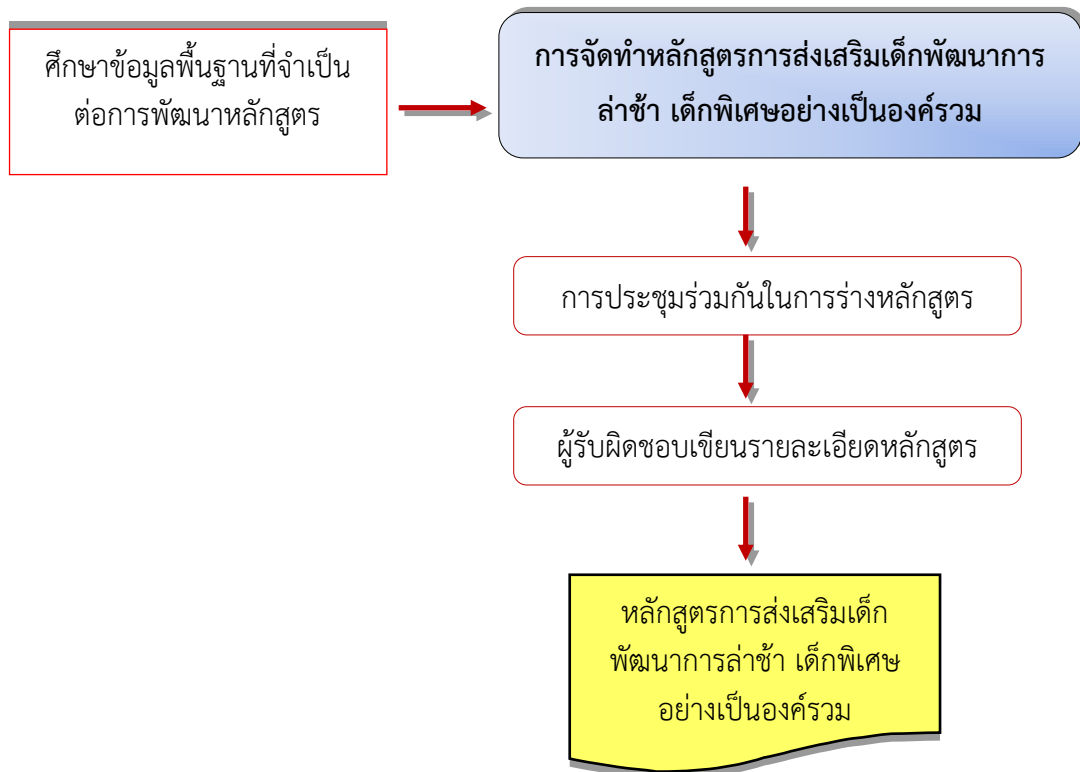 ศึกษาข้อมูลพื้นฐานที่จำเป็น
ต่อการพัฒนาหลักสูตร
การจัดทำหลักสูตรการส่งเสริมเด็กพัฒนาการ
ล่าช้า เด็กพิเศษอย่างเป็นองค์รวม
การประชุมร่วมกันในการร่างหลักสูตร
ผู้รับผิดชอบเขียนรายละเอียดหลักสูตร
หลักสูตรการส่งเสริมเด็ก
พัฒนาการล่าช้า เด็กพิเศษ
อย่างเป็นองค์รวม